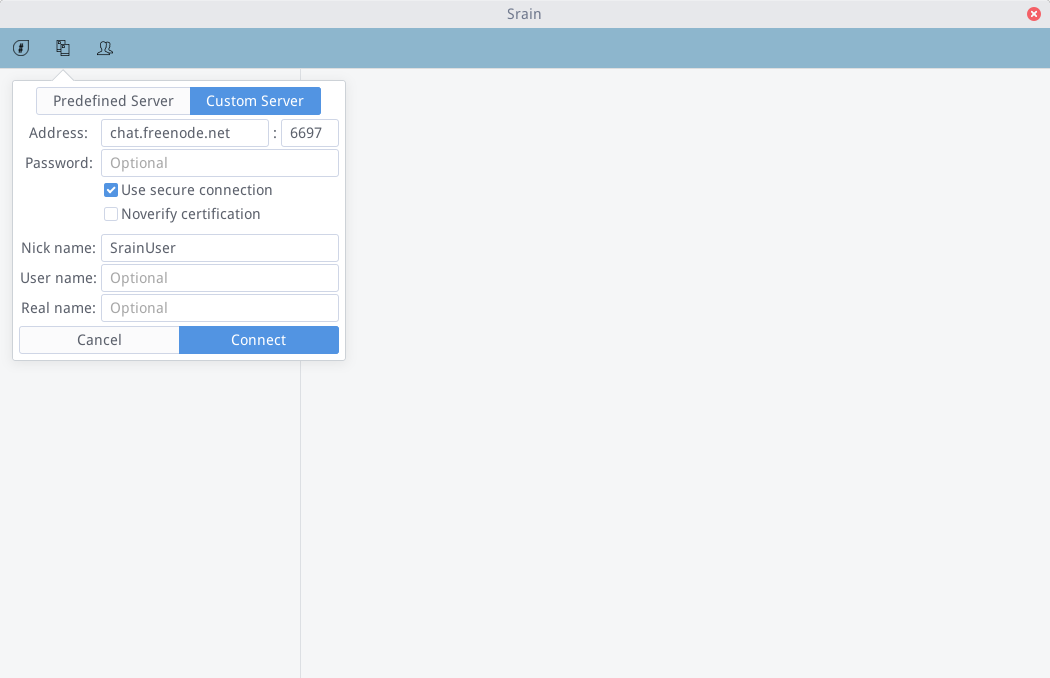 Srain
Predefined Server Custom Server
Address: chat.freenode.net : 6697
Password: Optional
Use secure connection
Noverify certification
Nick name: SrainUser
User name: Optional
Real name: Optional
Cancel Connect